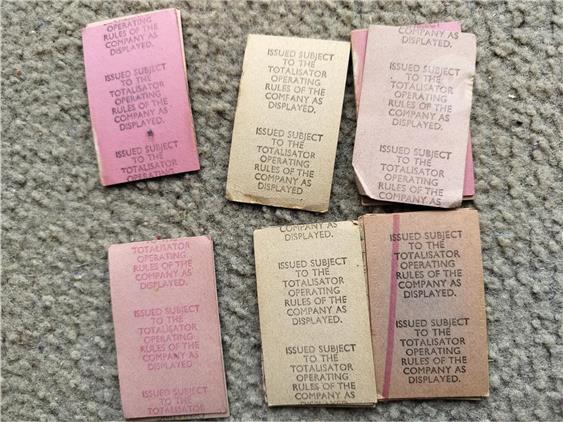 OPERATING
RULES OF THE
COMPANY AS
DISPLAYED.
ISSUED SUBJECT
TO THE
TOTALISATOR
OPERATING
RULES OF THE
COMPANY AS
DISPLAYED.
ISSUED SUBJECT
TO THE
TOTALISATOR
OPERATING
ISSUED SUBJECT
TO THE
TOTALISATOR
OPERATING
RULES OF THE
COMPANY AS
DISPLAYED.
ISSUED SUBJECT
TO THE
TOTALISATOR
OPERATING
RULES OF THE
COMPANY AS
DISPLAYED
COMPANY AS
DISPLAYED.
ISSUED SUBJECT
TO THE
TOTALISATOR
OPERATING
RULES OF THE
COMPANY AS
DISPLAYED.
ISSUED SUBJECT
TO THE
TOTALISATOR
OPERATING
RULES OF THE
COMPANY AS
TOTALISATOR
OPERATING
RULES OF THE
COMPANY AS
DISPLAYED.
ISSUED SUBJECT
TO THE
TOTALISATOR
OPERATING
RULES OF THE
COMPANY AS
DISPLAYED.
ISSUED SUBJECT
TO THE
TOTALISATOR
COMPANY AS
DISPLAYED.
ISSUED SUBJECT
TO THE
TOTALISATOR
OPERATING
RULES OF THE
COMPANY AS
DISPLAYED.
ISSUED SUBJECT
TO THE
TOTALISATOR
OPERATING
RULES OF THE
COMPANY AS
ISSUED SUBJECT
TO THE
TOTALISATOR
OPERATING
RULES OF THE
COMPANY AS
DISPLAYED.
ISSUED SUBJECT
TO THE
TOTALISATOR
OPERATING
RULES OF THE
COMPANY AS
DISPLAYED.